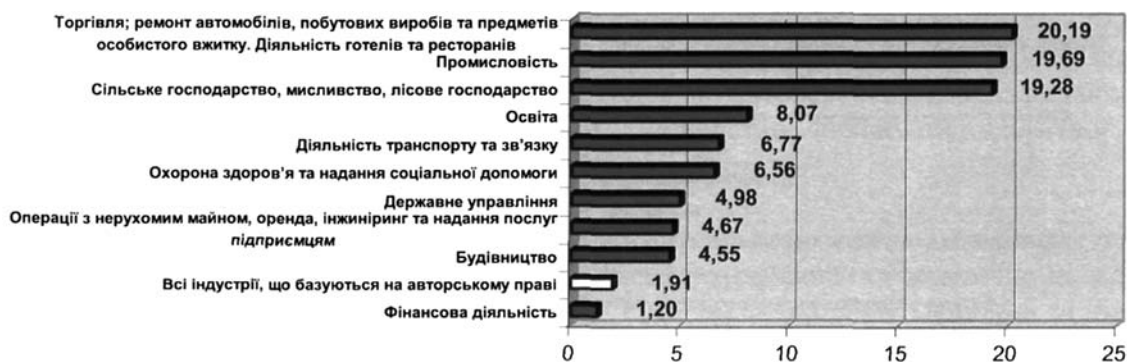 Торгівля; ремонт автомобілів, побутових виробів та предметів
особистого вжитку. Діяльність готелів та ресторанів
20,19
Промисловість
19,69
Сільське господарство, мисливство, лісове господарство
19,28
Освіта
8,07
Діяльність транспорту та зв'язку
6,77
Охорона здоров'я та надання соціальної допомоги
6,56
Державне управління
4,98
Операції з нерухомим майном, оренда, інжиніринг та надання послуг
підприємцям
4,67
Будівництво
4,55
Всі індустрії, що базуються на авторському праві
1,91
Фінансова діяльність
1,20
0 5 10 15 20 25